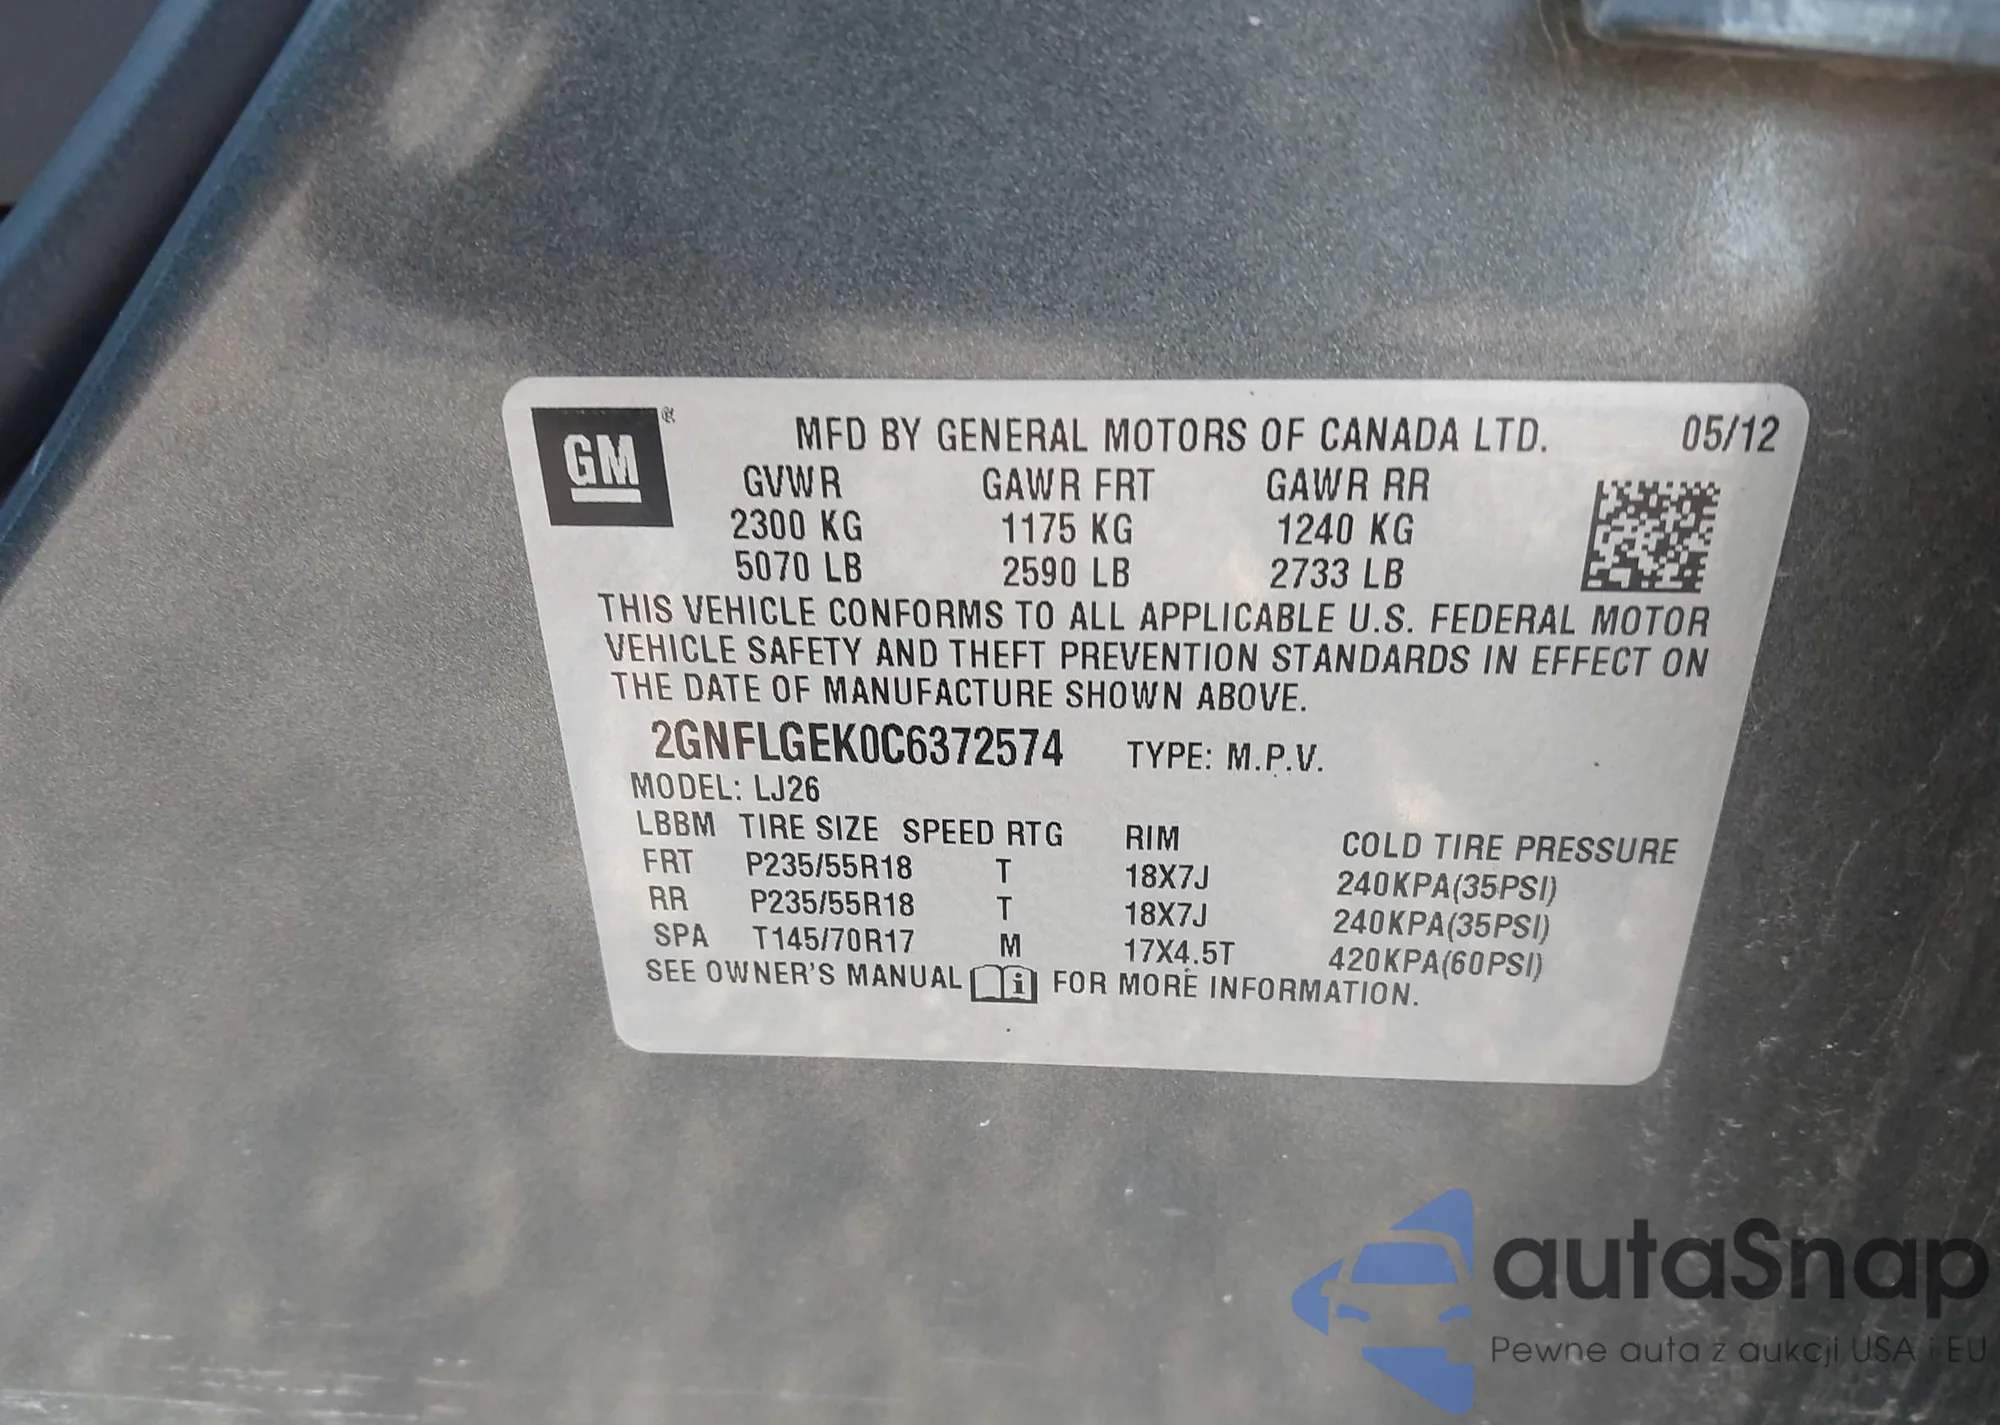 GM ®
MFD BY GENERAL MOTORS OF CANADA LTD. 05/12
GVWR GAWR FRT GAWR RR
2300 KG 1175 KG 1240 KG
5070 LB 2590 LB 2733 LB
THIS VEHICLE CONFORMS TO ALL APPLICABLE U.S. FEDERAL MOTOR
VEHICLE SAFETY AND THEFT PREVENTION STANDARDS IN EFFECT ON
THE DATE OF MANUFACTURE SHOWN ABOVE.
2GNFLGEK0C6372574 TYPE: M.P.V.
MODEL: LJ26
LBBM TIRE SIZE SPEED RTG RIM COLD TIRE PRESSURE
FRT P235/55R18 T 18X7J 240KPA(35PSI)
RR P235/55R18 T 18X7J 240KPA(35PSI)
SPA T145/70R17 M 17X4.5T 420KPA(60PSI)
SEE OWNER'S MANUAL i FOR MORE INFORMATION.
autaSnap
Pewne auta z aukcji USA i EU